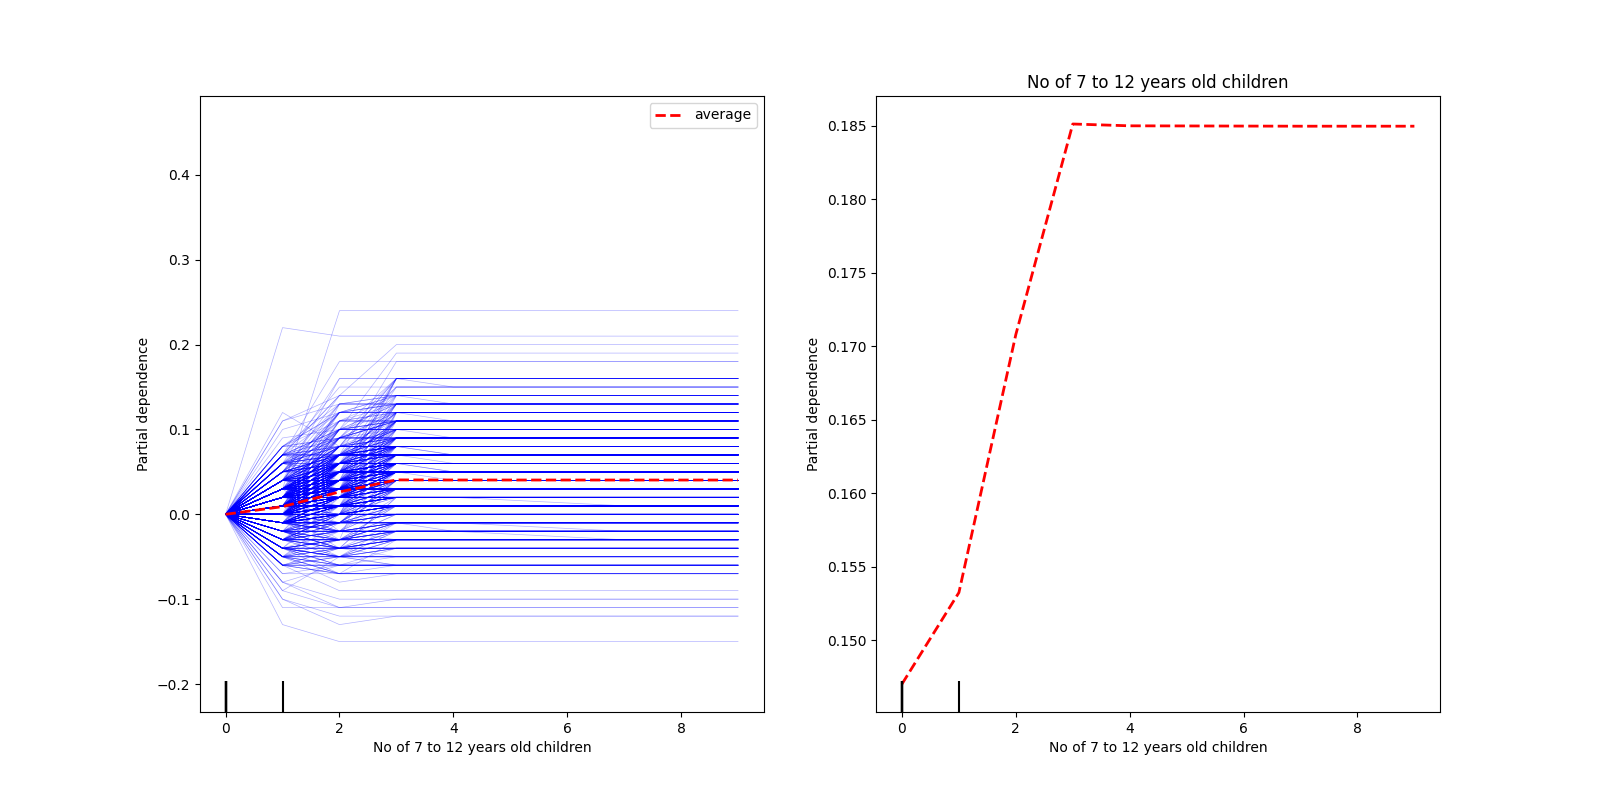 average
0.4
0.3
0.2
0.1
0.0
−0.1
−0.2
Partial dependence
0 2 4 6 8
No of 7 to 12 years old children
No of 7 to 12 years old children
0.185
0.180
0.175
0.170
0.165
0.160
0.155
0.150
Partial dependence
0 2 4 6 8
No of 7 to 12 years old children